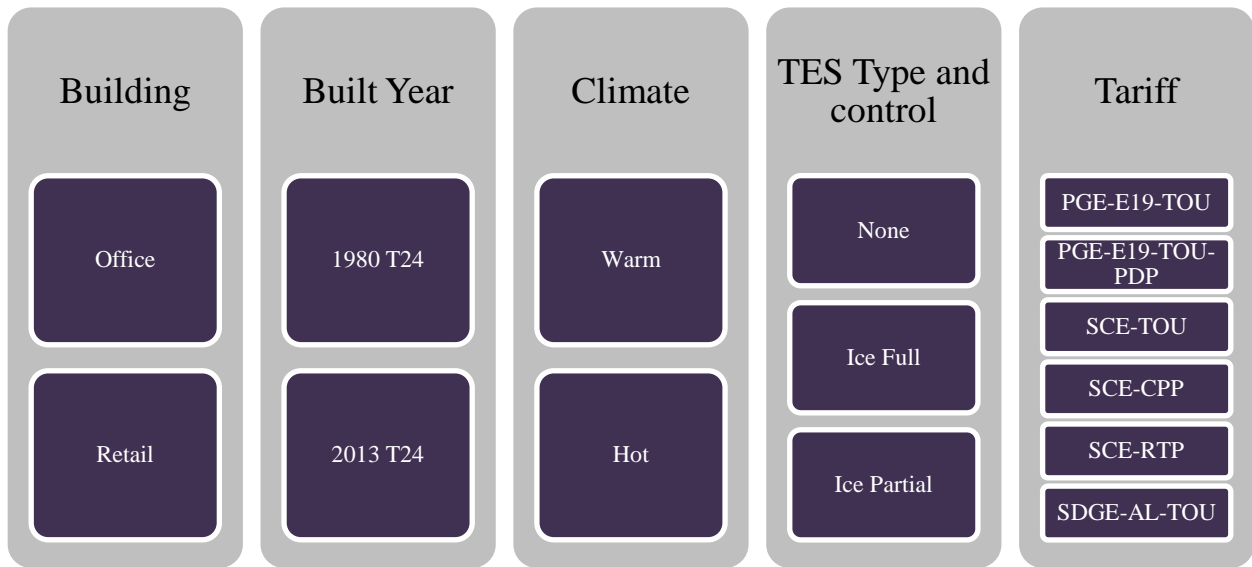 Building
Office
Retail
Built Year
1980 T24
2013 T24
Climate
Warm
Hot
TES Type and
control
None
Ice Full
Ice Partial
Tariff
PGE-E19-TOU
PGE-E19-TOU-
PDP
SCE-TOU
SCE-CPP
SCE-RTP
SDGE-AL-TOU